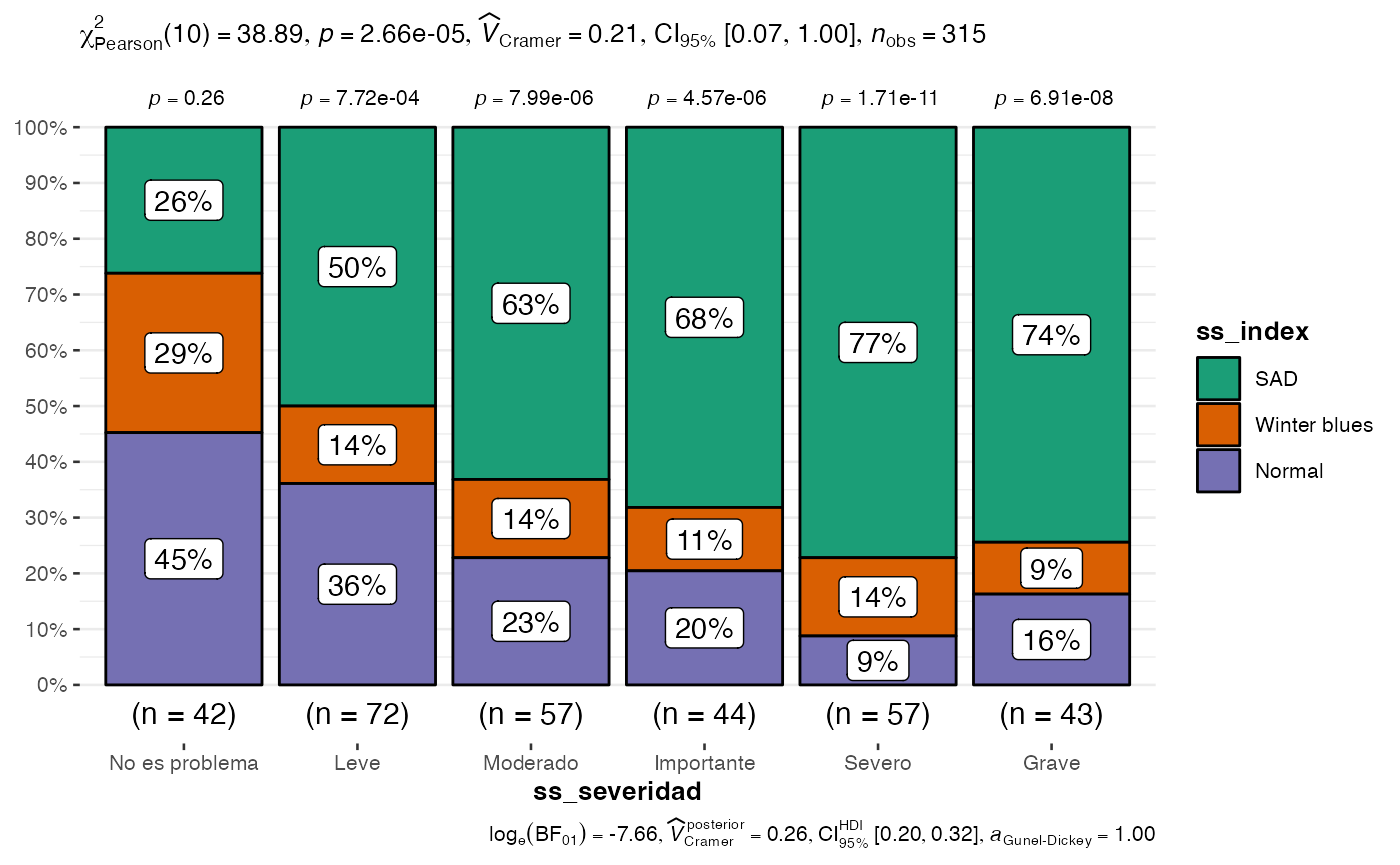 χ²Pearson(10) = 38.89, p = 2.66e-05, V̂Cramer = 0.21, CI95% [0.07, 1.00], nobs = 315
p = 0.26 p = 7.72e-04 p = 7.99e-06 p = 4.57e-06 p = 1.71e-11 p = 6.91e-08
100%
90%
80%
70%
60%
50%
40%
30%
20%
10%
0%
26% 50% 63% 68% 77% 74%
29% 14% 14% 11% 14% 9%
45% 36% 23% 20% 9% 16%
(n = 42) (n = 72) (n = 57) (n = 44) (n = 57) (n = 43)
No es problema Leve Moderado Importante Severo Grave
ss_severidad
ss_index
SAD
Winter blues
Normal
loge(BF01) = -7.66, V̂Cramer posterior = 0.26, CI95% HDI [0.20, 0.32], aGunel-Dickey = 1.00